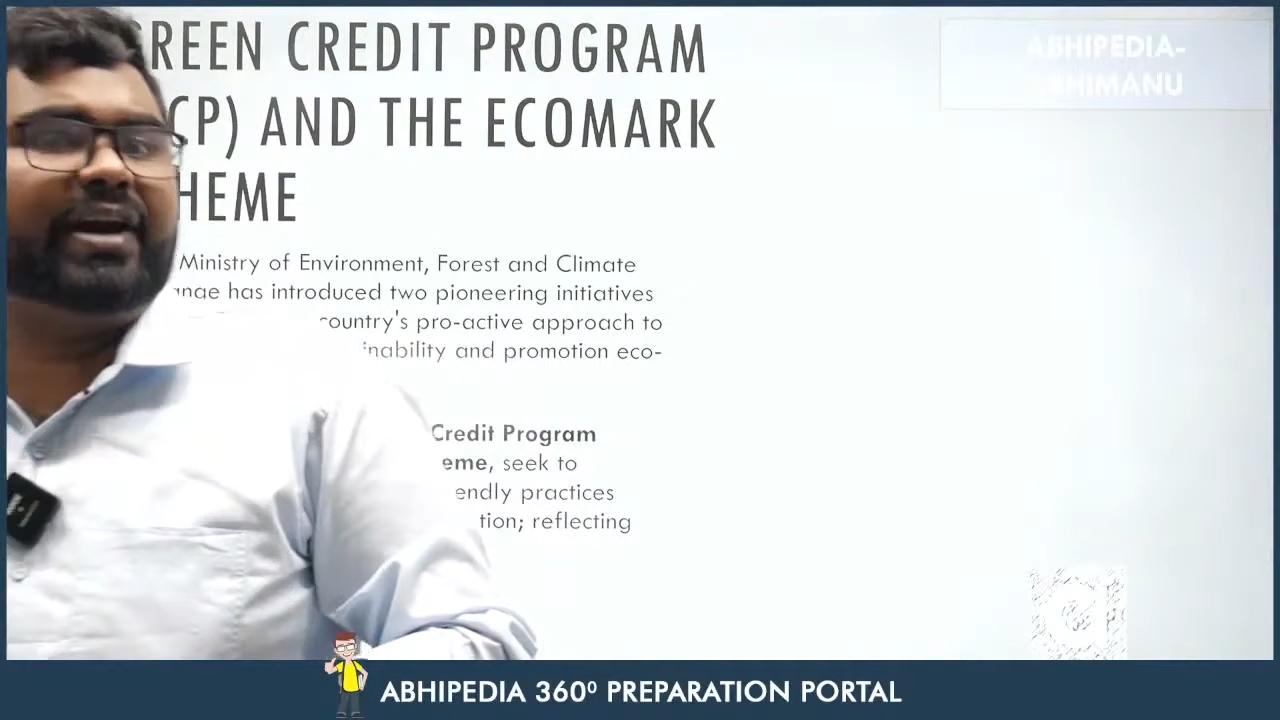 REEN CREDIT PROGRAM
CP) AND THE ECOMARK
HEME
Ministry of Environment, Forest and Climate
ange has introduced two pioneering initiatives
country's pro-active approach to
inability and promotion eco-
Credit Program
eme, seek to
endly practices
tion; reflecting
ABHIPEDIA-
HIMANU
ABHIPEDIA 360⁰ PREPARATION PORTAL